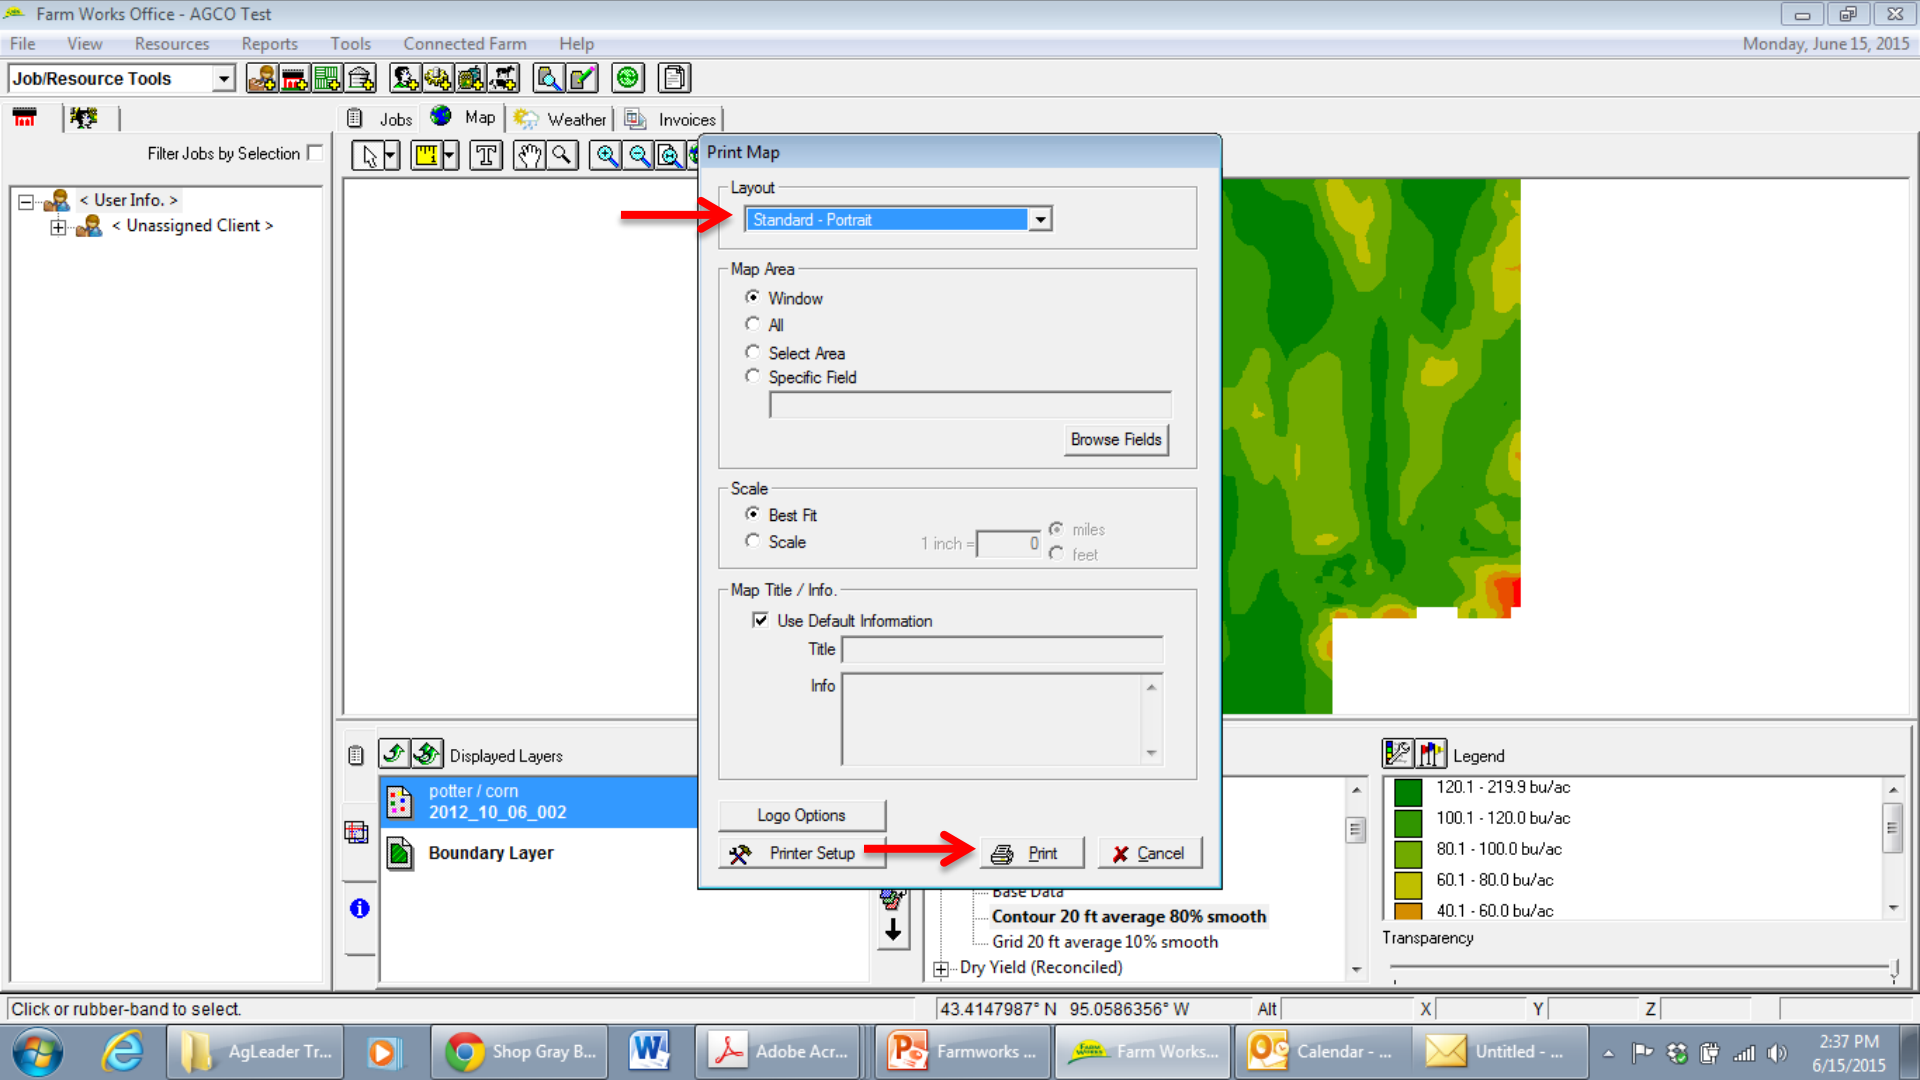 Farm Works Office - AGCO Test
File View Resources Reports Tools Connected Farm Help Monday, June 15, 2015
Job/Resource Tools
Jobs Map Weather Invoices
Filter Jobs by Selection
< User Info. >
< Unassigned Client >
Print Map
Layout
Standard - Portrait
Map Area
Window
All
Select Area
Specific Field
Browse Fields
Scale
Best Fit
Scale
1 inch = 0
miles
feet
Map Title / Info.
Use Default Information
Title
Info
Logo Options
Printer Setup
Print
Cancel
Displayed Layers
potter / corn
2012_10_06_002
Boundary Layer
Base Data
Contour 20 ft average 80% smooth
Grid 20 ft average 10% smooth
Dry Yield (Reconciled)
Legend
120.1 - 219.9 bu/ac
100.1 - 120.0 bu/ac
80.1 - 100.0 bu/ac
60.1 - 80.0 bu/ac
40.1 - 60.0 bu/ac
Transparency
Click or rubber-band to select. 43.4147987° N 95.0586356° W Alt X Y Z
AgLeader Tr... Shop Gray B... Adobe Acr... Farmworks ... Farm Works... Calendar - ... Untitled - ...
2:37 PM
6/15/2015